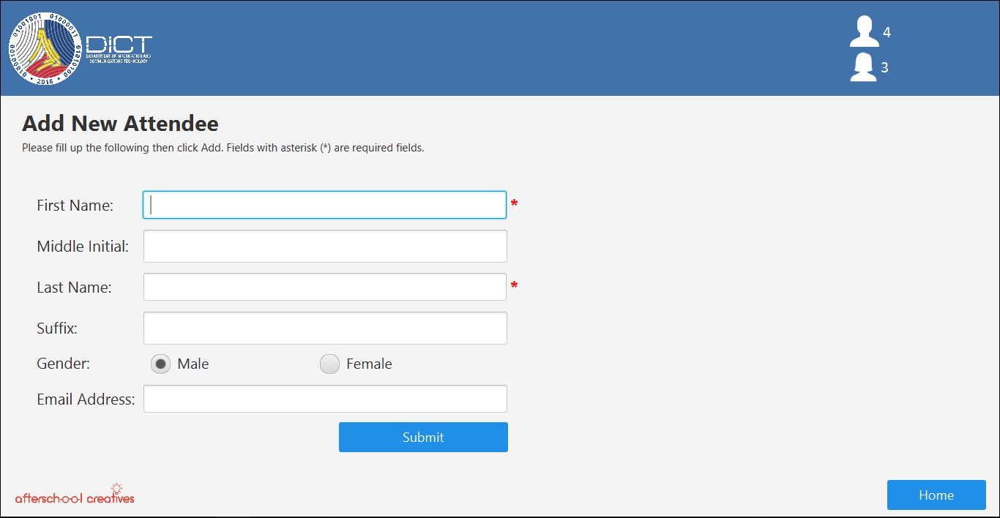 01001001 01000011 01010100 01000100
• 2016 •
DICT
DEPARTMENT OF INFORMATION AND
COMMUNICATIONS TECHNOLOGY
4
3
Add New Attendee
Please fill up the following then click Add. Fields with asterisk (*) are required fields.
First Name: *
Middle Initial:
Last Name: *
Suffix:
Gender: Male Female
Email Address:
Submit
afterschool creatives
Home